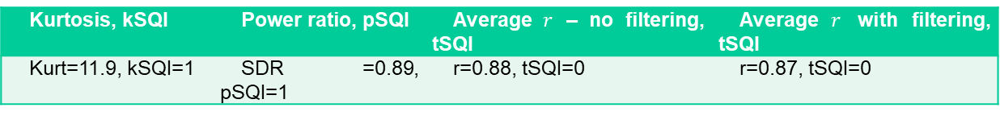 Kurtosis, kSQI
Power ratio, pSQI
Average 𝑟 – no filtering,
tSQI
Average 𝑟 with filtering,
tSQI
Kurt=11.9, kSQI=1
SDR =0.89,
pSQI=1
r=0.88, tSQI=0
r=0.87, tSQI=0